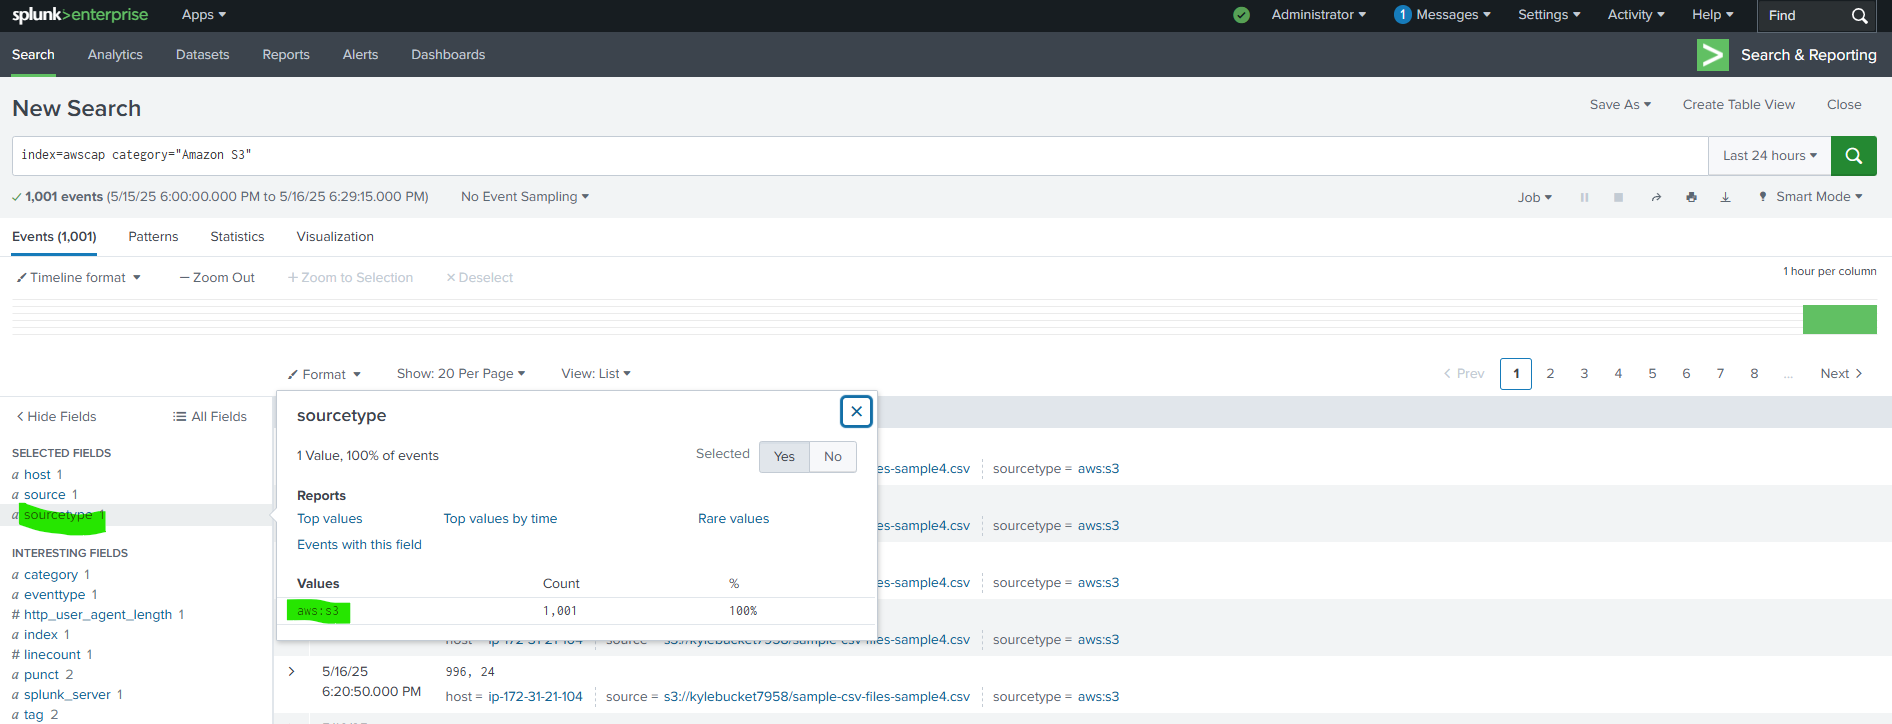 splunk>enterprise Apps Administrator 1 Messages Settings Activity Help Find
Search Analytics Datasets Reports Alerts Dashboards Search & Reporting
New Search Save As Create Table View Close
index=awscap category="Amazon S3" Last 24 hours
1,001 events (5/15/25 6:00:00.000 PM to 5/16/25 6:29:15.000 PM) No Event Sampling Job Smart Mode
Events (1,001) Patterns Statistics Visualization
Timeline format — Zoom Out + Zoom to Selection × Deselect 1 hour per column
Format Show: 20 Per Page View: List < Prev 1 2 3 4 5 6 7 8 ... Next >
< Hide Fields All Fields
SELECTED FIELDS
a host 1
a source 1
a sourcetype 1
INTERESTING FIELDS
a category 1
a eventtype 1
# http_user_agent_length 1
a index 1
# linecount 1
a punct 2
a splunk_server 1
a tag 2
sourcetype
1 Value, 100% of events Selected Yes No
Reports
Top values Top values by time Rare values
Events with this field
Values Count %
aws:s3 1,001 100%
es-sample4.csv sourcetype = aws:s3
es-sample4.csv sourcetype = aws:s3
es-sample4.csv sourcetype = aws:s3
host = ip-172-31-21-104 source = s3://kylebucket7958/sample-csv-files-sample4.csv sourcetype = aws:s3
5/16/25 996, 24
6:20:50.000 PM
host = ip-172-31-21-104 source = s3://kylebucket7958/sample-csv-files-sample4.csv sourcetype = aws:s3